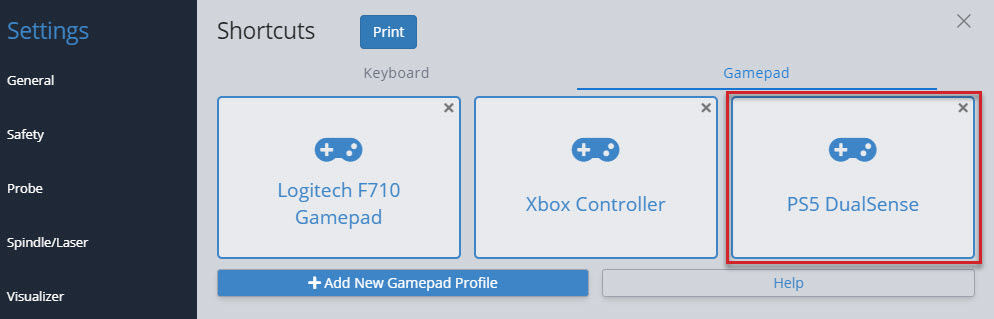 Settings
General
Safety
Probe
Spindle/Laser
Visualizer
Shortcuts
Print
Keyboard
Gamepad
Logitech F710
Gamepad
Xbox Controller
PS5 DualSense
Add New Gamepad Profile
Help